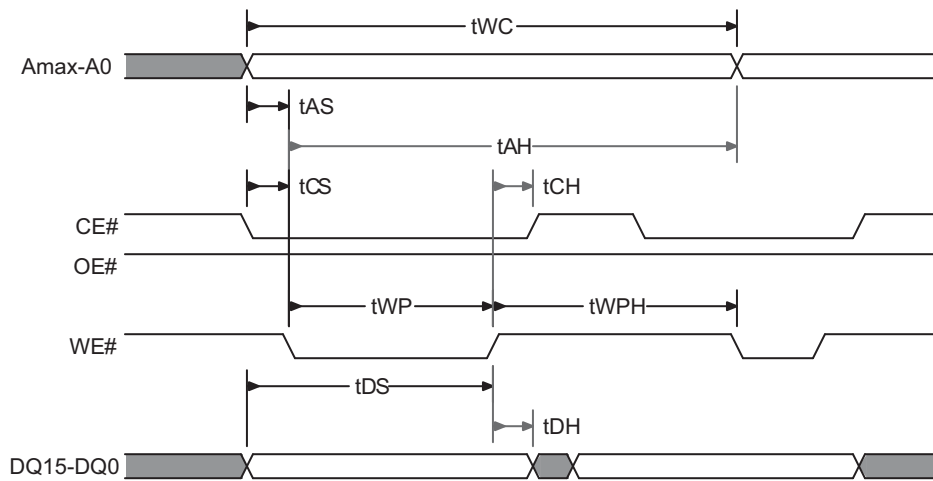 tWC
Amax-A0
tAS
tAH
tCS
tCH
CE#
OE#
tWP
tWPH
WE#
tDS
tDH
DQ15-DQ0